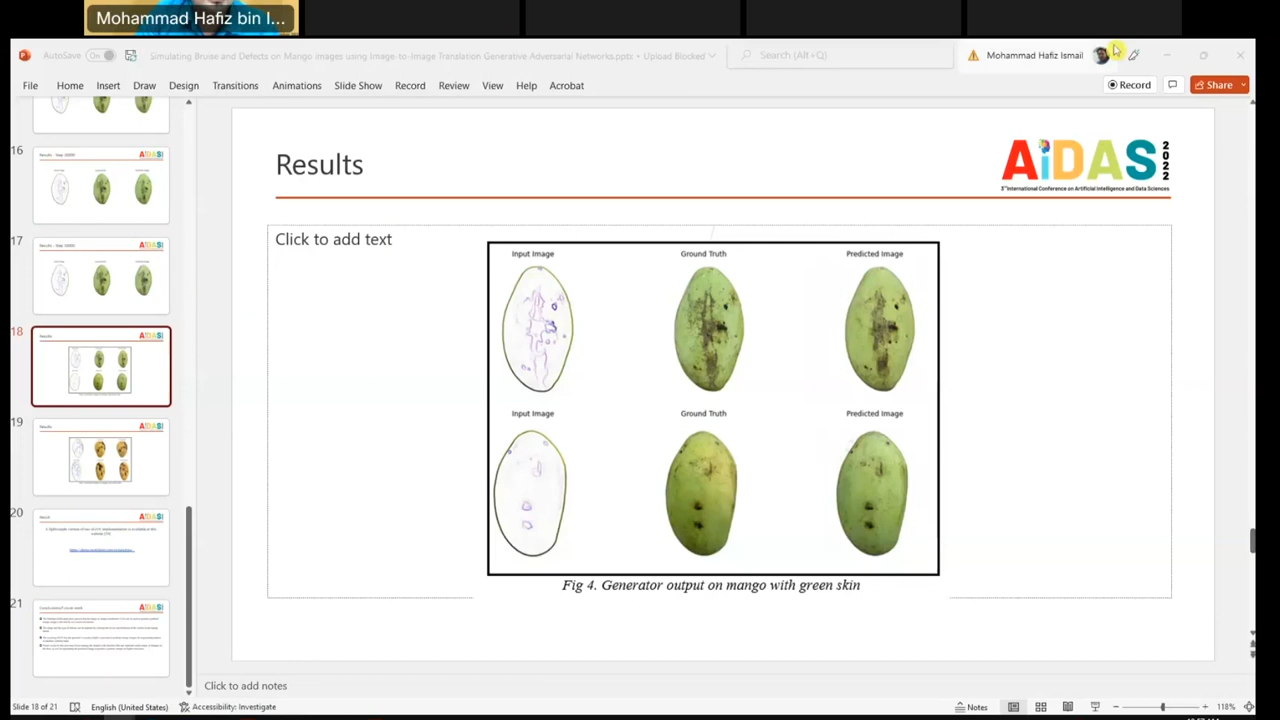 Mohammad Hafiz bin I...
AutoSave Off
Simulating Bruise and Defects on Mango images using Image-to-Image Translation Generative Adversarial Networks.pptx - Upload Blocked
Search (Alt+Q)
Mohammad Hafiz Ismail
File Home Insert Draw Design Transitions Animations Slide Show Record Review View Help Acrobat
Record Share
16
17
18
19
20
21
Results
AiDAS 2022
3rd International Conference on Artificial Intelligence and Data Sciences
Click to add text
Input Image Ground Truth Predicted Image
Input Image Ground Truth Predicted Image
Fig 4. Generator output on mango with green skin
Click to add notes
Slide 18 of 21 English (United States) Accessibility: Investigate Notes 118%